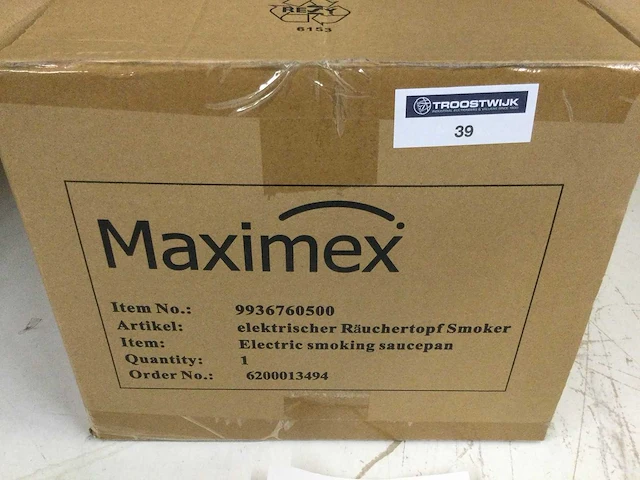 REZY
6153
TROOSTWIJK
39
Maximex
Item No.: 9936760500
Artikel: elektrischer Räuchertopf Smoker
Item: Electric smoking saucepan
Quantity: 1
Order No.: 6200013494